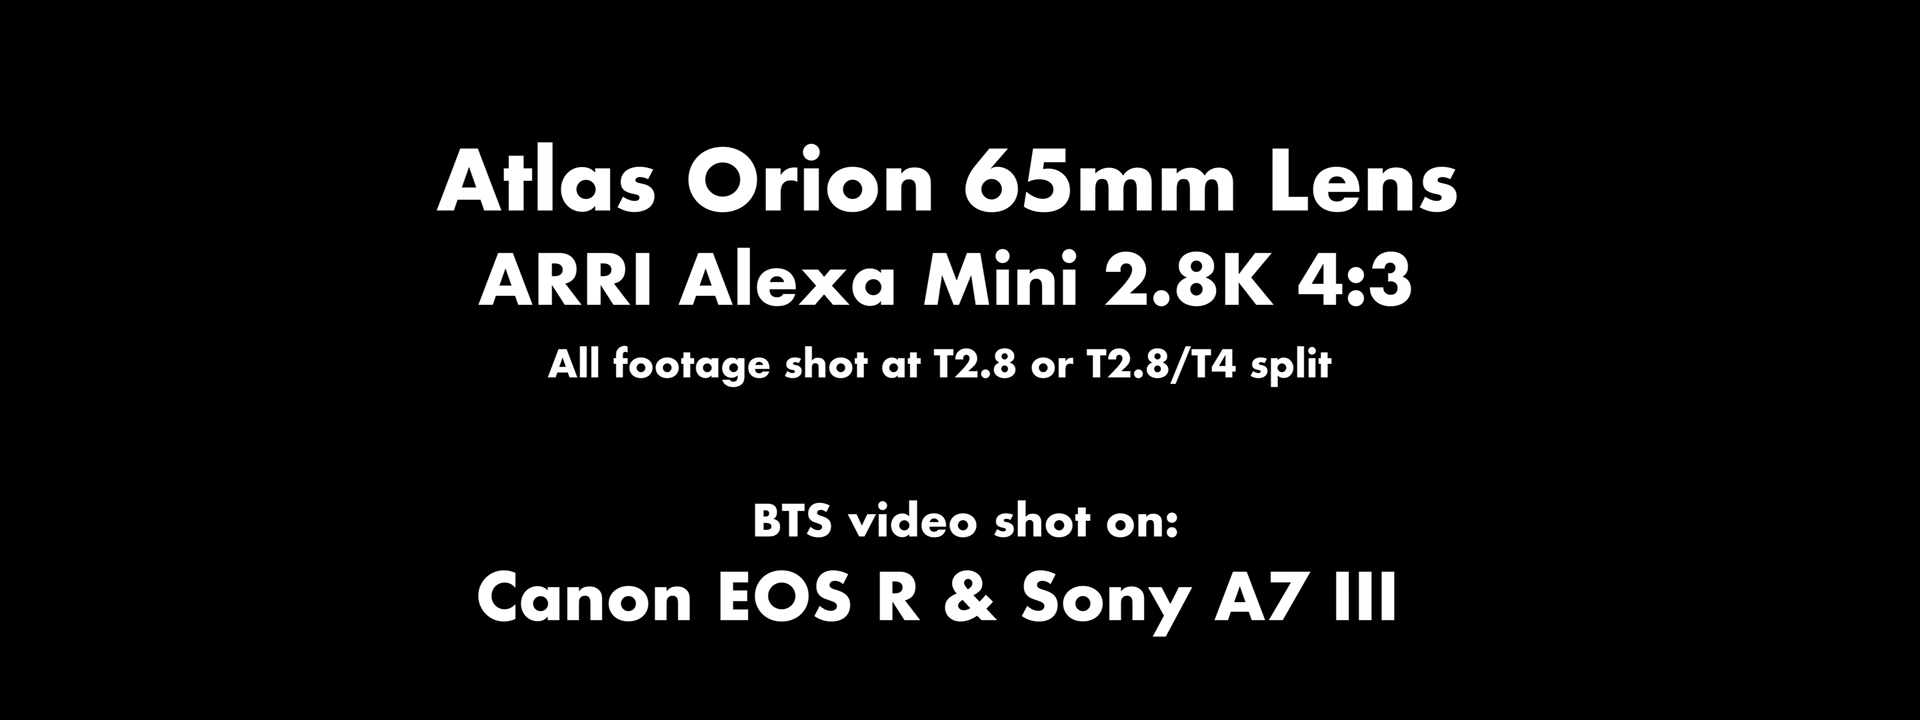 Atlas Orion 65mm Lens
ARRI Alexa Mini 2.8K 4:3
All footage shot at T2.8 or T2.8/T4 split
BTS video shot on:
Canon EOS R & Sony A7 III